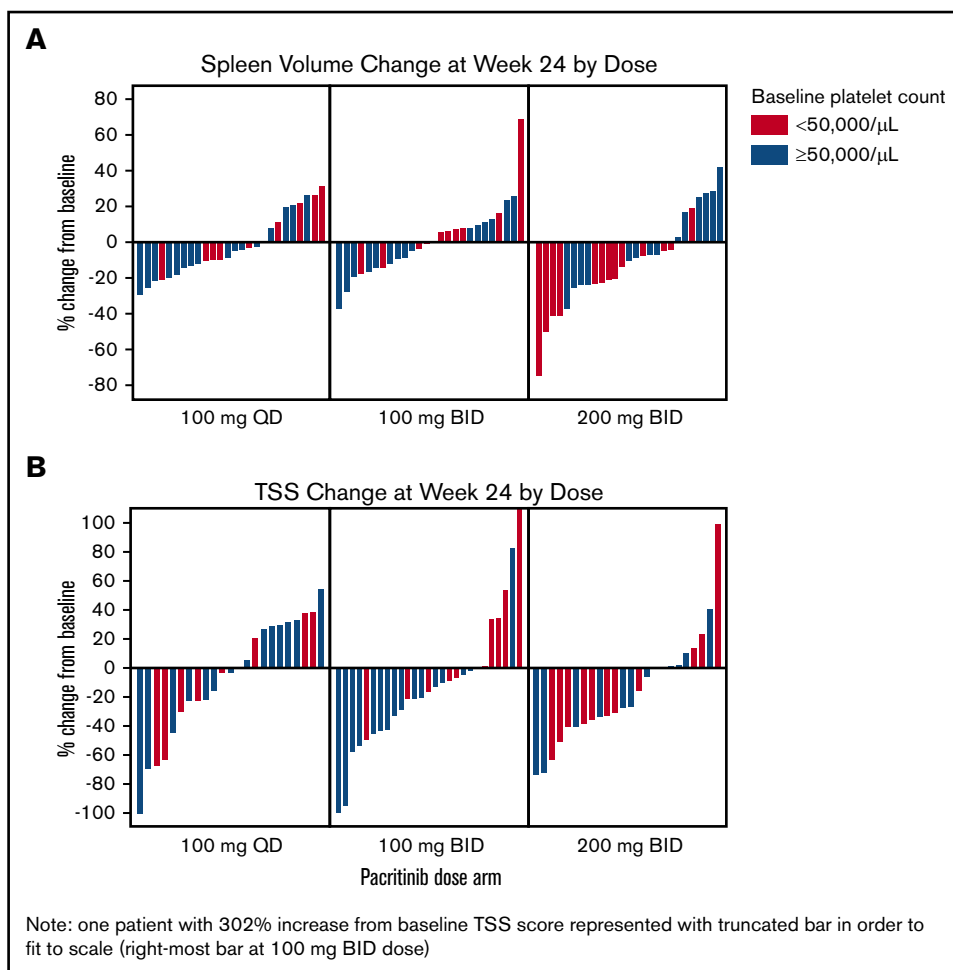 A
Spleen Volume Change at Week 24 by Dose
80
60
40
20
0
-20
-40
-60
-80
% change from baseline
100 mg QD
100 mg BID
200 mg BID
Baseline platelet count
<50,000/μL
≥50,000/μL
B
TSS Change at Week 24 by Dose
100
80
60
40
20
0
-20
-40
-60
-80
-100
% change from baseline
100 mg QD
100 mg BID
200 mg BID
Pacritinib dose arm
Note: one patient with 302% increase from baseline TSS score represented with truncated bar in order to
fit to scale (right-most bar at 100 mg BID dose)